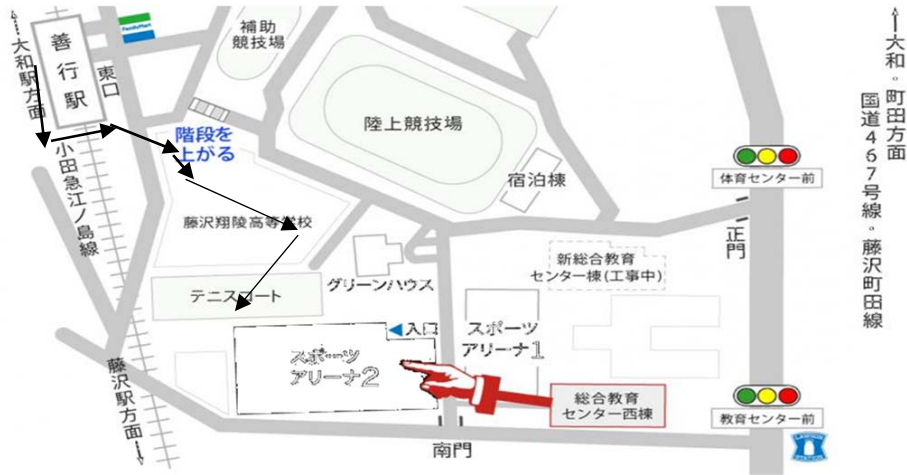 大和駅方面
善行駅
東口
FamilyMart
補助
競技場
階段を
上がる
陸上競技場
宿泊棟
体育センター前
大和・町田方面
国道467号線・藤沢町田線
小田急江ノ島線
藤沢翔陵高等学校
正門
新総合教育
センター棟(工事中)
グリーンハウス
テニスコート
入口
スポーツ
アリーナ1
スポーツ
アリーナ2
総合教育
センター西棟
教育センター前
藤沢駅方面
南門
LAWSON
STATION